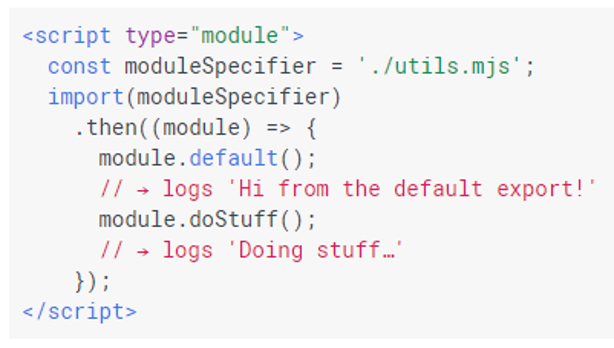 <script type="module">
const moduleSpecifier = './utils.mjs';
import(moduleSpecifier)
.then((module) => {
module.default();
// → logs 'Hi from the default export!'
module.doStuff();
// → logs 'Doing stuff…'
});
</script>